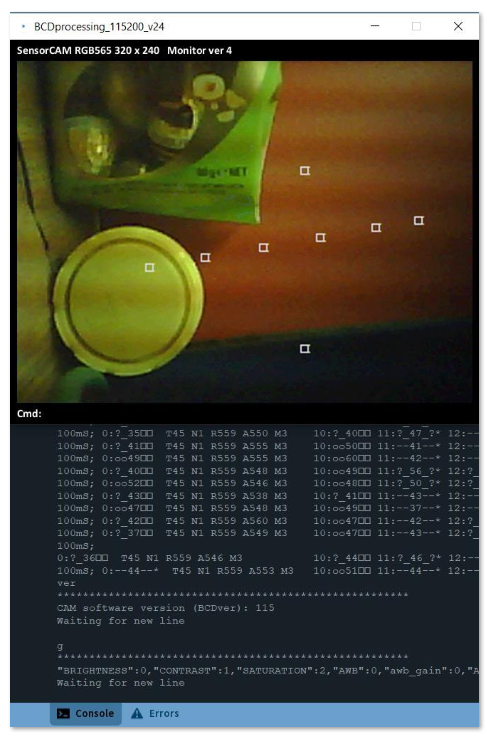 BCDprocessing_115200_v24
SensorCAM RGB565 320 x 240 Monitor ver 4
NET
Cmd:
100mS; 0:?_35□□ T45 N1 R559 A550 M3 10:?_40□□ 11:?_47_?* 12:--
100mS; 0:?_41□□ T45 N1 R559 A555 M3 10:oo50□□ 11:--41--* 12:--
100mS; 0:oo49□□ T45 N1 R559 A555 M3 10:oo60□□ 11:--42--* 12:--
100mS; 0:?_40□□ T45 N1 R559 A548 M3 10:oo49□□ 11:?_56_?* 12:?_
100mS; 0:oo52□□ T45 N1 R559 A546 M3 10:oo48□□ 11:?_50_?* 12:?_
100mS; 0:?_43□□ T45 N1 R559 A538 M3 10:?_41□□ 11:--43--* 12:--
100mS; 0:oo47□□ T45 N1 R559 A548 M3 10:oo49□□ 11:--37--* 12:--
100mS; 0:?_42□□ T45 N1 R559 A560 M3 10:oo47□□ 11:--42--* 12:--
100mS; 0:?_37□□ T45 N1 R559 A549 M3 10:oo47□□ 11:--43--* 12:--
100mS;
0:?_36□□ T45 N1 R559 A546 M3 10:?_44□□ 11:?_46_?* 12:--
100mS; 0:--44--* T45 N1 R559 A553 M3 10:oo51□□ 11:--44--* 12:--
ver
*******************************************************
CAM software version (BCDver): 115
Waiting for new line
g
*******************************************************
"BRIGHTNESS":0,"CONTRAST":1,"SATURATION":2,"AWB":0,"awb_gain":0,"A
Waiting for new line
Console
Errors